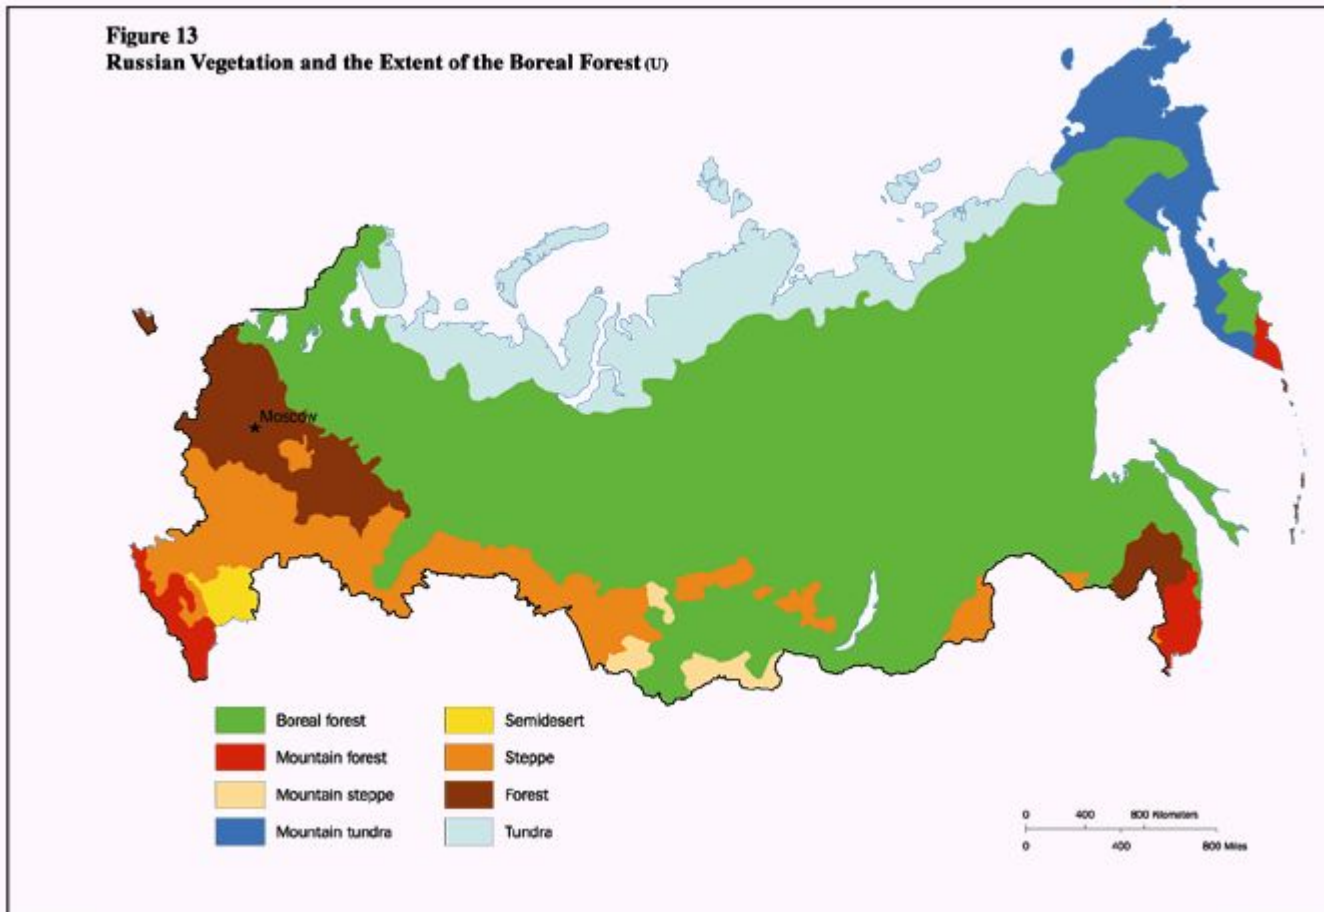 Figure 13
Russian Vegetation and the Extent of the Boreal Forest (U)
Moscow
Boreal forest
Semidesert
Mountain forest
Steppe
Mountain steppe
Forest
Mountain tundra
Tundra
0 400 800 Kilometers
0 400 800 Miles